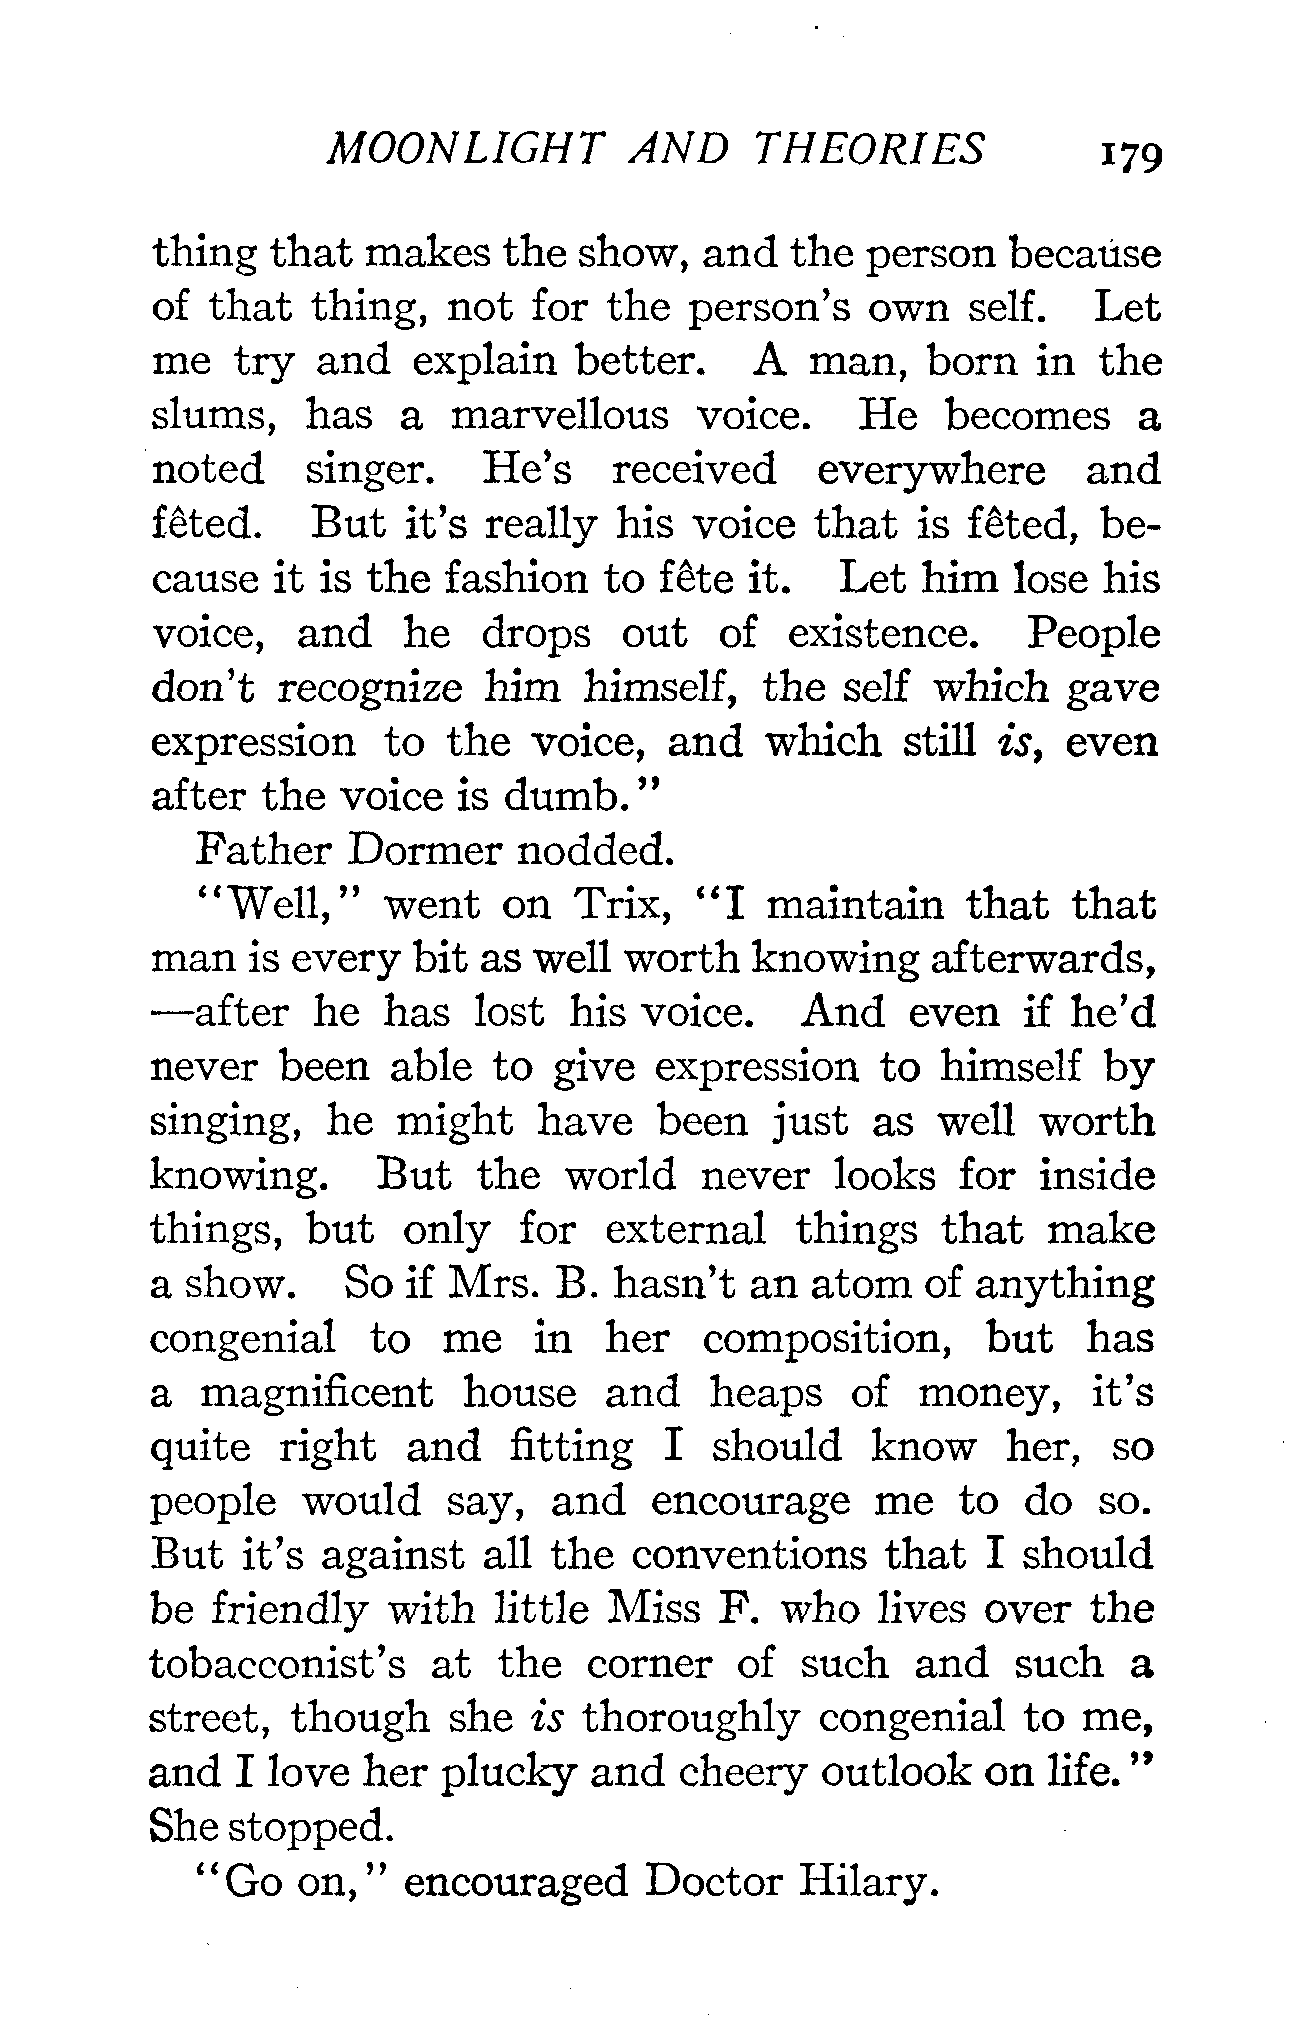 MOONLIGHT AND THEORIES 179
thing that makes the show, and the person because
of that thing, not for the person's own self. Let
me try and explain better. A man, born in the
slums, has a marvellous voice. He becomes a
noted singer. He's received everywhere and
fêted. But it's really his voice that is fêted, be-
cause it is the fashion to fête it. Let him lose his
voice, and he drops out of existence. People
don't recognize him himself, the self which gave
expression to the voice, and which still is, even
after the voice is dumb."
Father Dormer nodded.
"Well," went on Trix, "I maintain that that
man is every bit as well worth knowing afterwards,
—after he has lost his voice. And even if he'd
never been able to give expression to himself by
singing, he might have been just as well worth
knowing. But the world never looks for inside
things, but only for external things that make
a show. So if Mrs. B. hasn't an atom of anything
congenial to me in her composition, but has
a magnificent house and heaps of money, it's
quite right and fitting I should know her, so
people would say, and encourage me to do so.
But it's against all the conventions that I should
be friendly with little Miss F. who lives over the
tobacconist's at the corner of such and such a
street, though she is thoroughly congenial to me,
and I love her plucky and cheery outlook on life."
She stopped.
"Go on," encouraged Doctor Hilary.